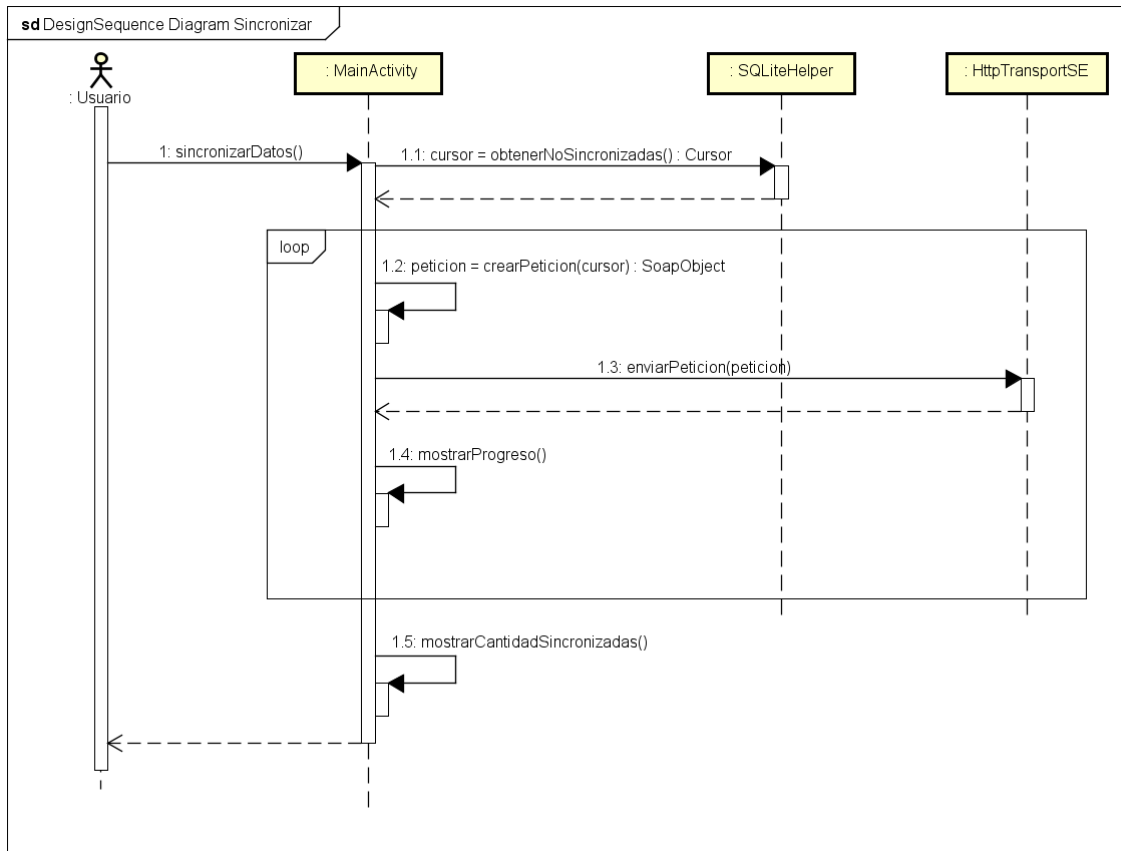 sd DesignSequence Diagram Sincronizar
: Usuario
: MainActivity
: SQLiteHelper
: HttpTransportSE
1: sincronizarDatos()
1.1: cursor = obtenerNoSincronizadas() : Cursor
loop
1.2: peticion = crearPeticion(cursor) : SoapObject
1.3: enviarPeticion(peticion)
1.4: mostrarProgreso()
1.5: mostrarCantidadSincronizadas()